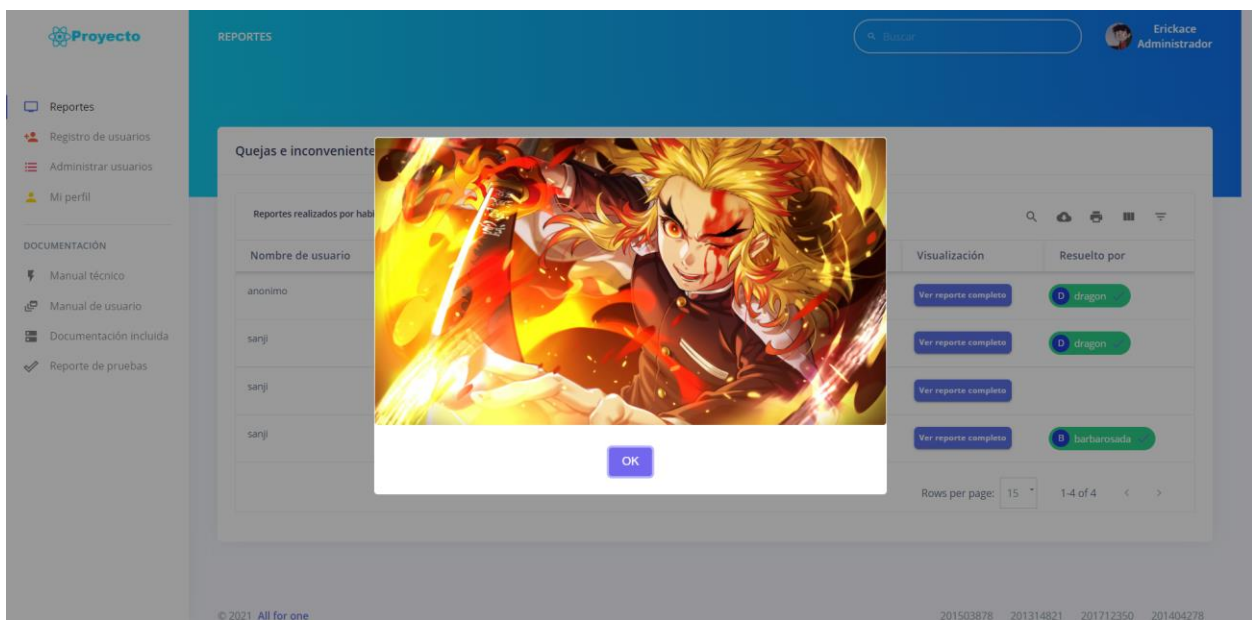 Proyecto
REPORTES
Buscar
Erickace
Administrador
Reportes
Registro de usuarios
Administrar usuarios
Mi perfil
DOCUMENTACIÓN
Manual técnico
Manual de usuario
Documentación incluida
Reporte de pruebas
Quejas e inconveniente
Reportes realizados por habi
Nombre de usuario Visualización Resuelto por
anonimo Ver reporte completo D dragon
sanji Ver reporte completo D dragon
sanji Ver reporte completo
sanji Ver reporte completo B barbarosada
OK
Rows per page: 15 1-4 of 4
© 2021 All for one
201503878 201314821 201712350 201404278